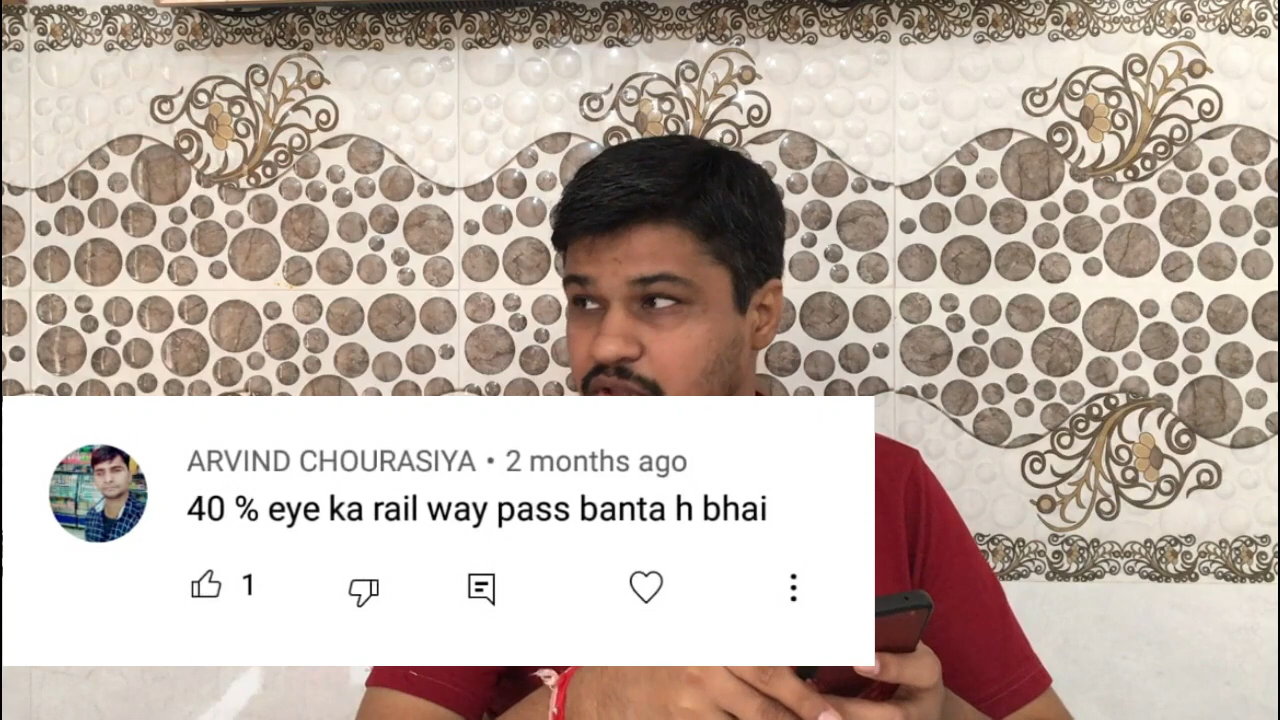 ARVIND CHOURASIYA • 2 months ago
40 % eye ka rail way pass banta h bhai
1